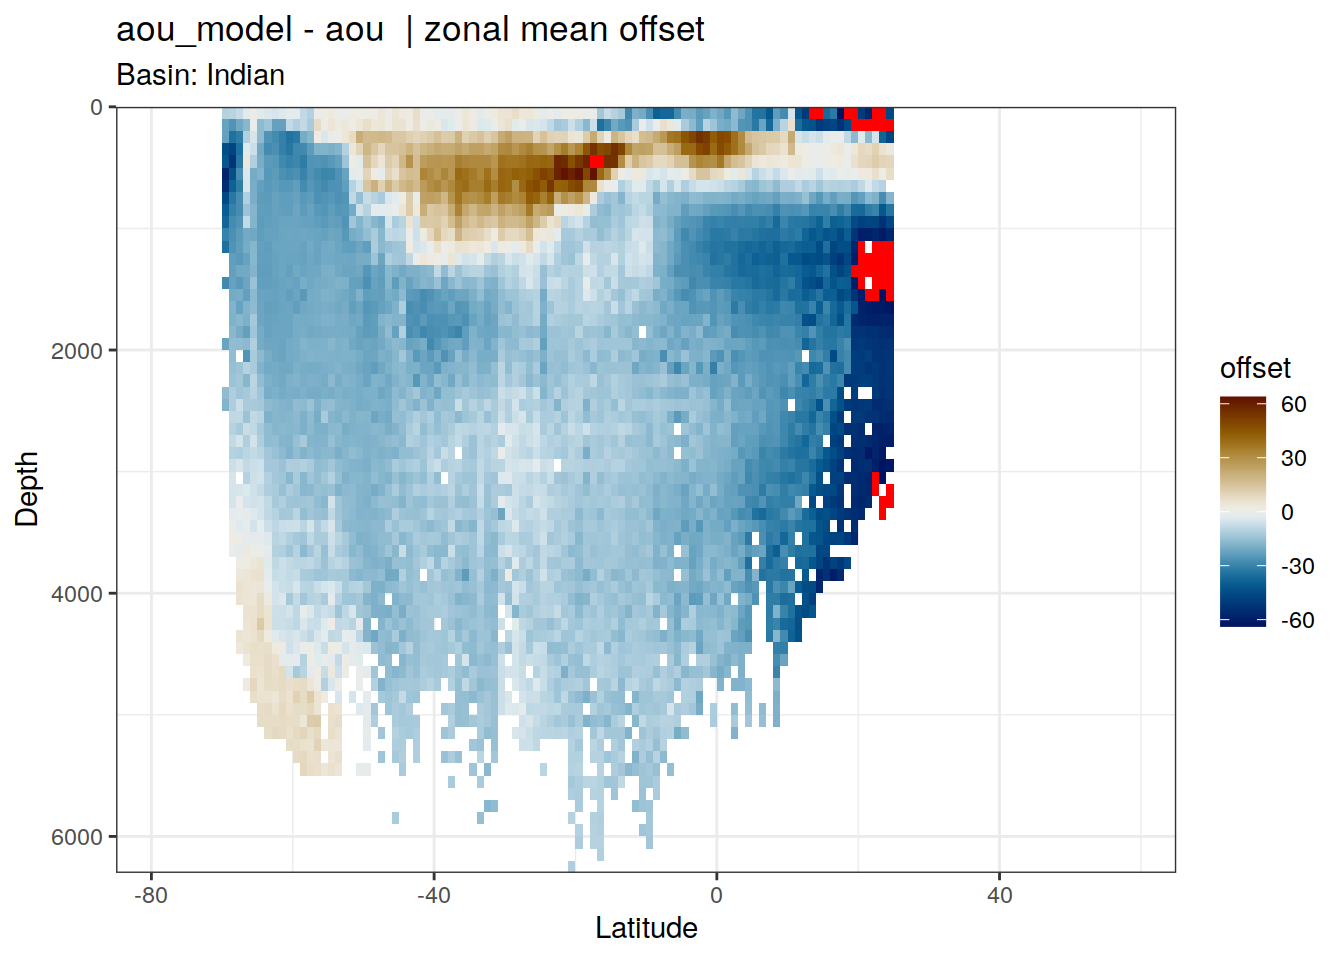 aou_model - aou  | zonal mean offset
Basin: Indian
0
2000
4000
6000
Depth
-80
-40
0
40
Latitude
offset
60
30
0
-30
-60